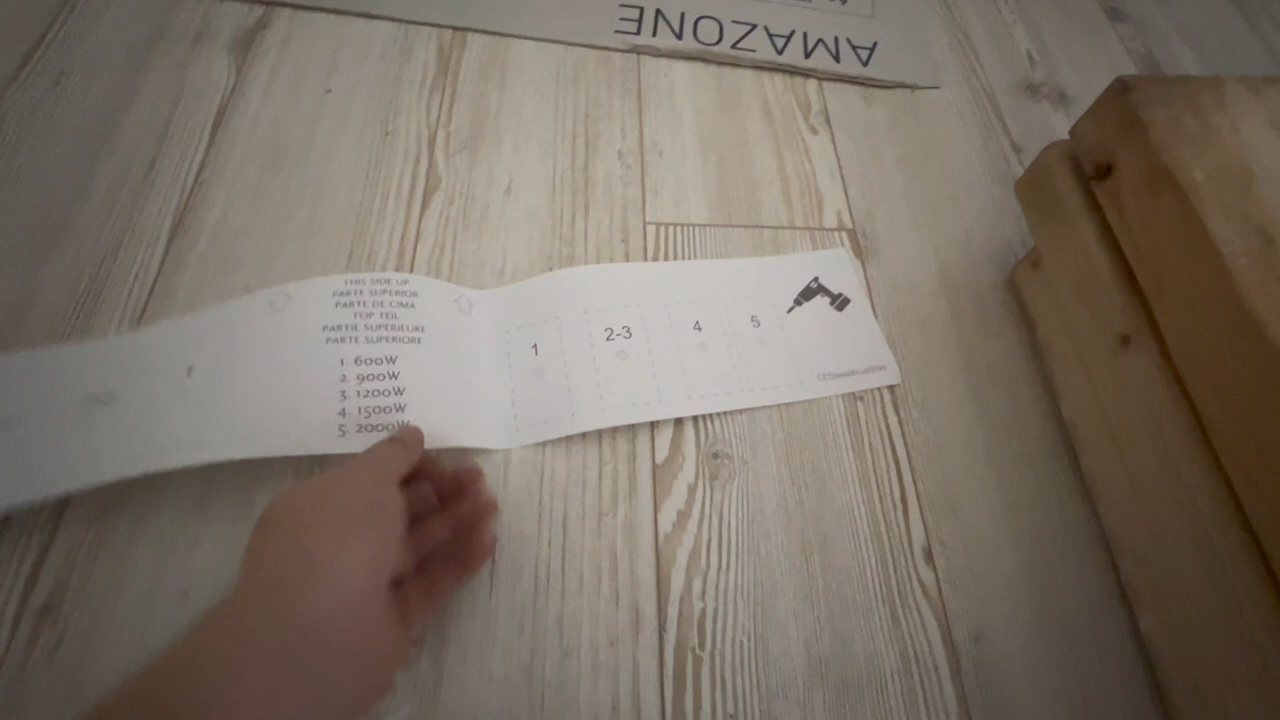 AMAZONE
THIS SIDE UP
PARTE SUPERIOR
PARTE DE CIMA
TOP TEIL
PARTIE SUPERIEURE
PARTE SUPERIORE
1. 600W
2. 900W
3. 1200W
4. 1500W
5. 2000W
1
2-3
4
5